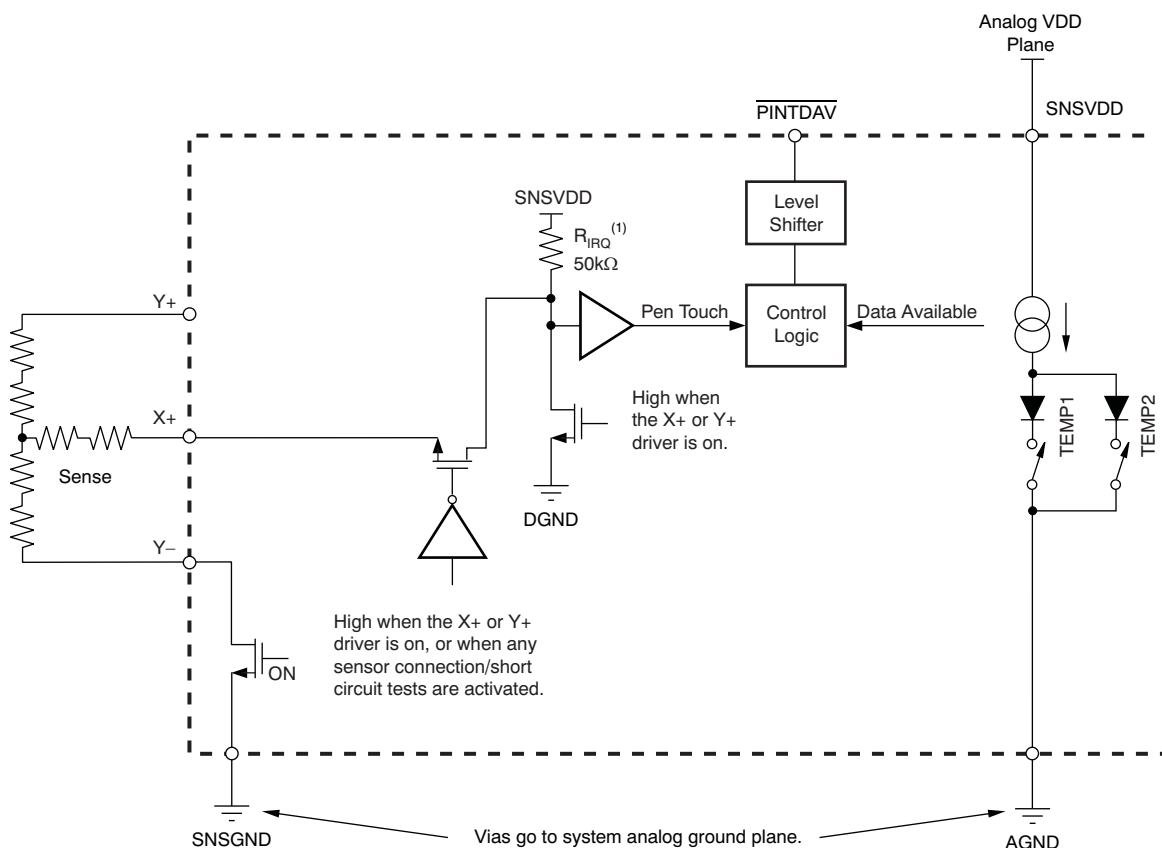 Analog VDD
Plane
SNSVDD
PINTDAV
Level
Shifter
SNSVDD
RIRQ(1)
50kΩ
Y+
Pen Touch
Control
Logic
Data Available
TEMP1
TEMP2
High when
the X+ or Y+
driver is on.
X+
Sense
DGND
Y–
High when the X+ or Y+
driver is on, or when any
sensor connection/short
circuit tests are activated.
ON
SNSGND
Vias go to system analog ground plane.
AGND